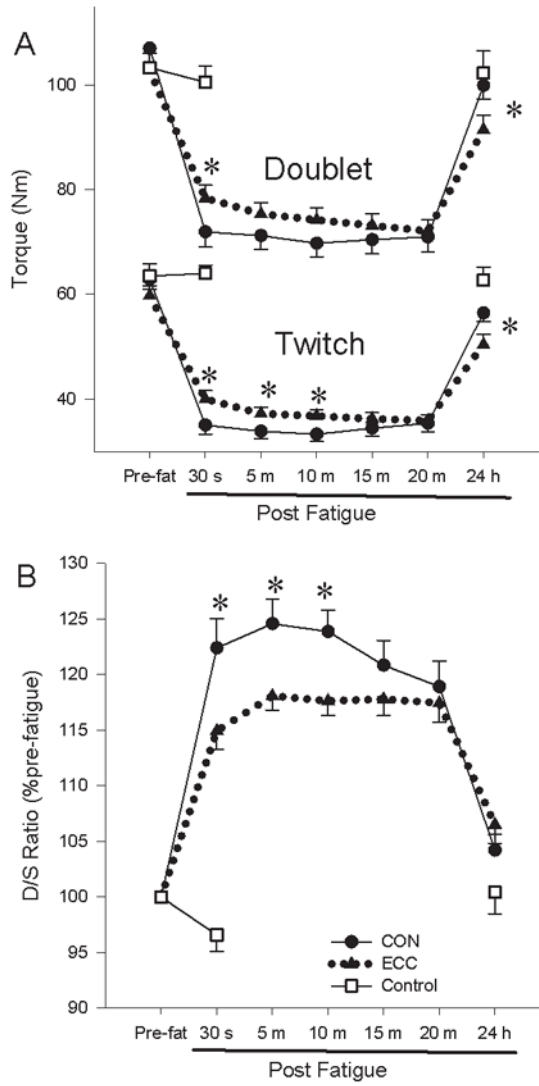 A
Torque (Nm)
100
80
60
40
Doublet
Twitch
*
*
*
*
*
*
Pre-fat 30 s 5 m 10 m 15 m 20 m 24 h
Post Fatigue
B
D/S Ratio (%pre-fatigue)
130
125
120
115
110
105
100
95
90
* * *
CON
ECC
Control
Pre-fat 30 s 5 m 10 m 15 m 20 m 24 h
Post Fatigue